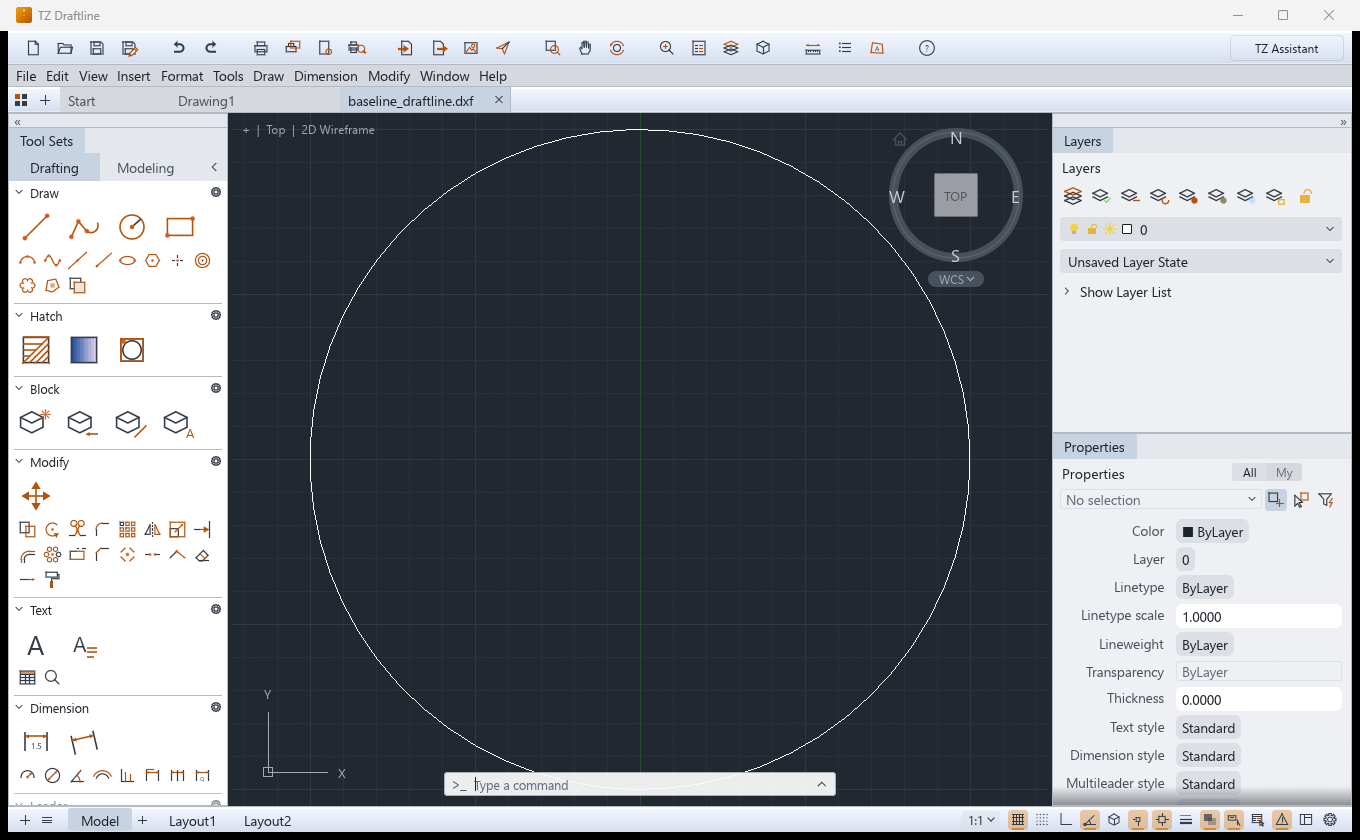 TZ Draftline
TZ Assistant
File Edit View Insert Format Tools Draw Dimension Modify Window Help
Start Drawing1 baseline_draftline.dxf
Tool Sets
Drafting Modeling
Draw
Hatch
Block
Modify
Text
A A
Dimension
1.5
+ | Top | 2D Wireframe
N
W TOP E
S
WCS
Y
X
>_ Type a command
Layers
Layers
0
Unsaved Layer State
Show Layer List
Properties
Properties All My
No selection
Color ByLayer
Layer 0
Linetype ByLayer
Linetype scale 1.0000
Lineweight ByLayer
Transparency ByLayer
Thickness 0.0000
Text style Standard
Dimension style Standard
Multileader style Standard
Model + Layout1 Layout2
1:1